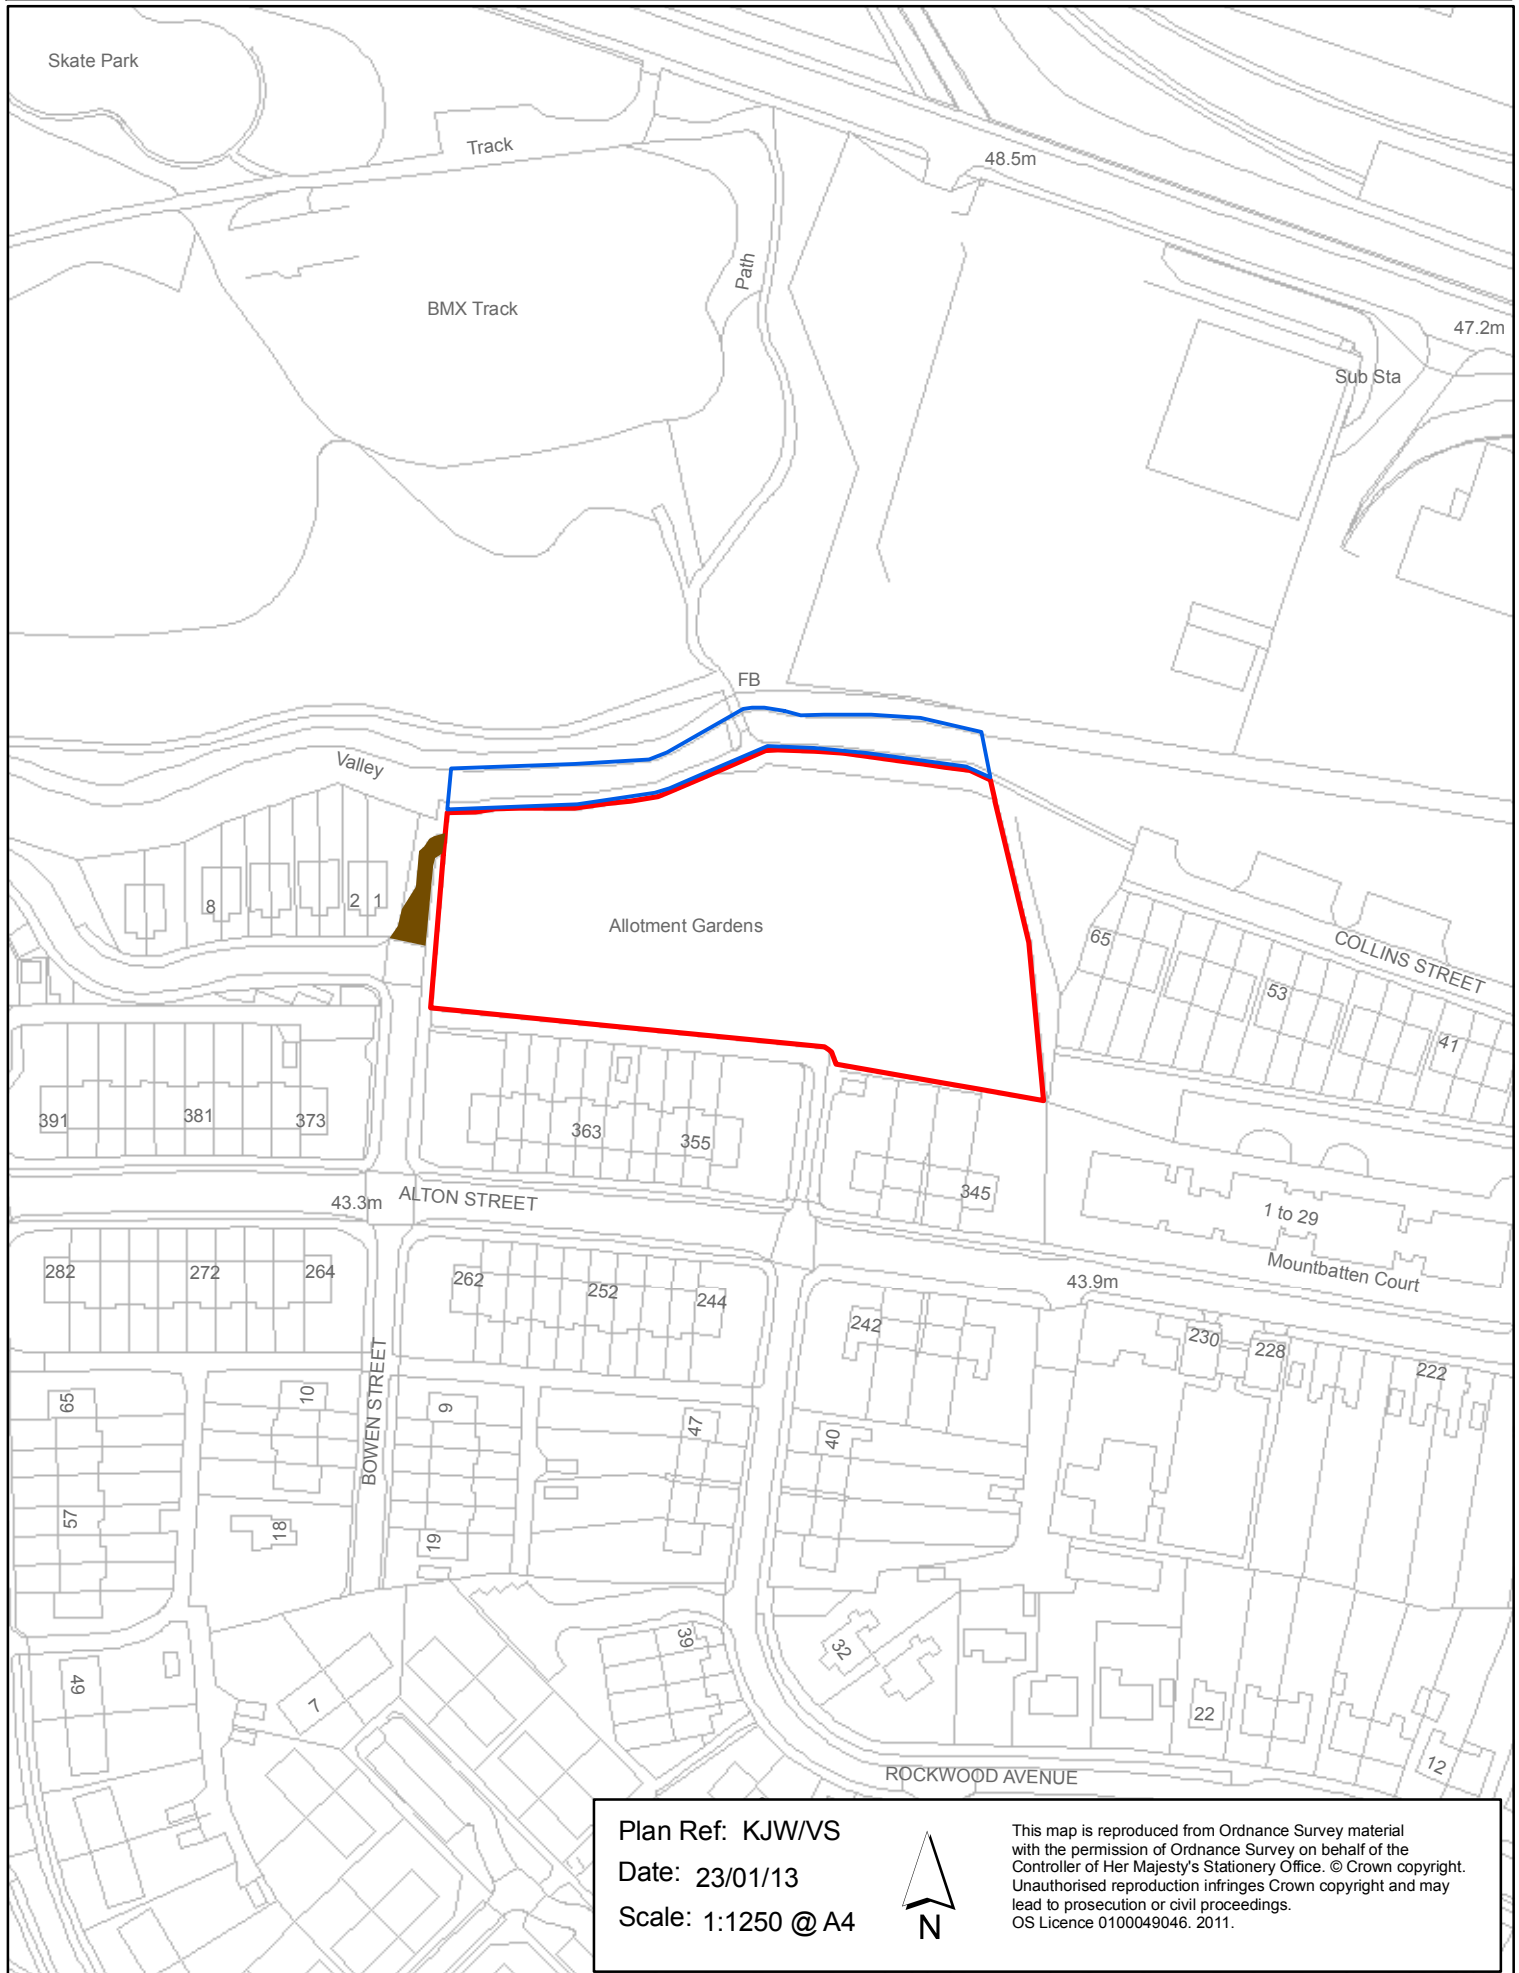 Skate Park
Track
48.5m
Path
BMX Track
47.2m
Sub Sta
FB
Valley
8
2 1
Allotment Gardens
65
COLLINS STREET
53
41
391
381
373
363
355
345
43.3m
ALTON STREET
1 to 29
Mountbatten Court
43.9m
282
272
264
262
252
244
242
230
228
222
BOWEN STREET
65
10
9
47
40
57
18
19
39
32
49
7
22
12
ROCKWOOD AVENUE
Plan Ref: KJW/VS
Date: 23/01/13
Scale: 1:1250 @ A4
N
This map is reproduced from Ordnance Survey material
with the permission of Ordnance Survey on behalf of the
Controller of Her Majesty's Stationery Office. © Crown copyright.
Unauthorised reproduction infringes Crown copyright and may
lead to prosecution or civil proceedings.
OS Licence 0100049046. 2011.